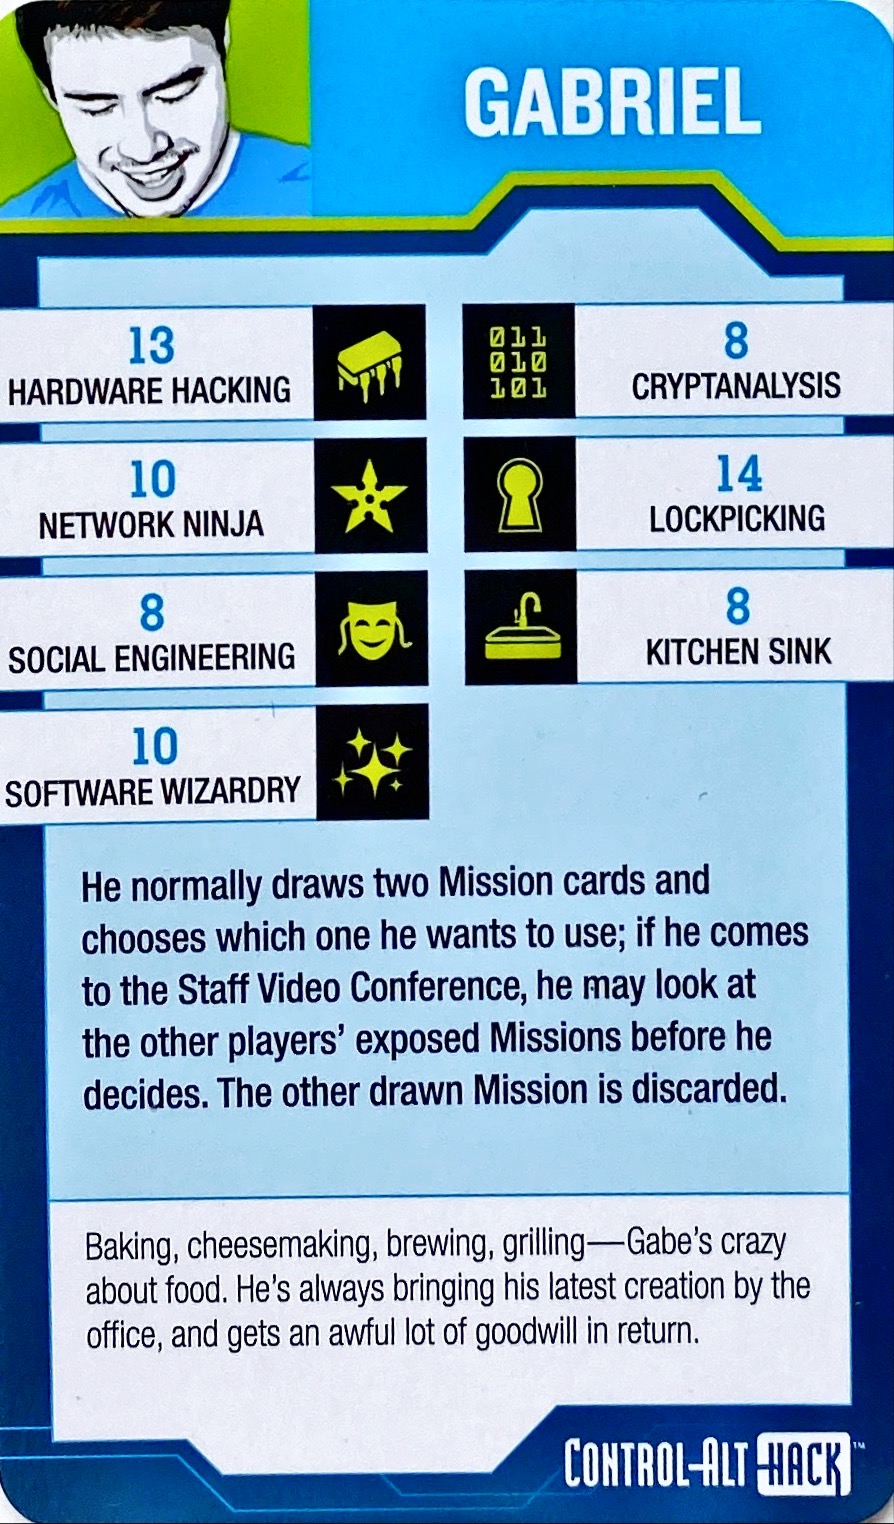 GABRIEL
13
HARDWARE HACKING
011
010
101
8
CRYPTANALYSIS
10
NETWORK NINJA
14
LOCKPICKING
8
SOCIAL ENGINEERING
8
KITCHEN SINK
10
SOFTWARE WIZARDRY
He normally draws two Mission cards and
chooses which one he wants to use; if he comes
to the Staff Video Conference, he may look at
the other players’ exposed Missions before he
decides. The other drawn Mission is discarded.
Baking, cheesemaking, brewing, grilling—Gabe’s crazy
about food. He’s always bringing his latest creation by the
office, and gets an awful lot of goodwill in return.
CONTROL-ALT HACK™